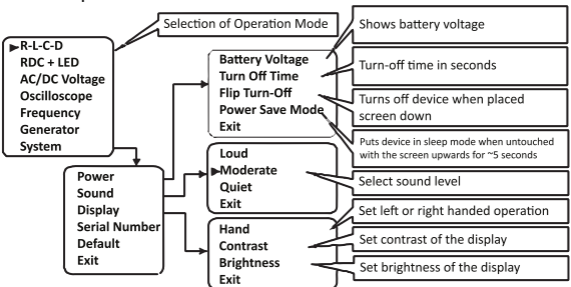 Selection of Operation Mode
▶R-L-C-D
RDC + LED
AC/DC Voltage
Oscilloscope
Frequency
Generator
System
Power
Sound
Display
Serial Number
Default
Exit
Battery Voltage
Turn Off Time
Flip Turn-Off
Power Save Mode
Exit
Loud
▶Moderate
Quiet
Exit
Hand
Contrast
Brightness
Exit
Shows battery voltage
Turn-off time in seconds
Turns off device when placed
screen down
Puts device in sleep mode when untouched
with the screen upwards for ~5 seconds
Select sound level
Set left or right handed operation
Set contrast of the display
Set brightness of the display